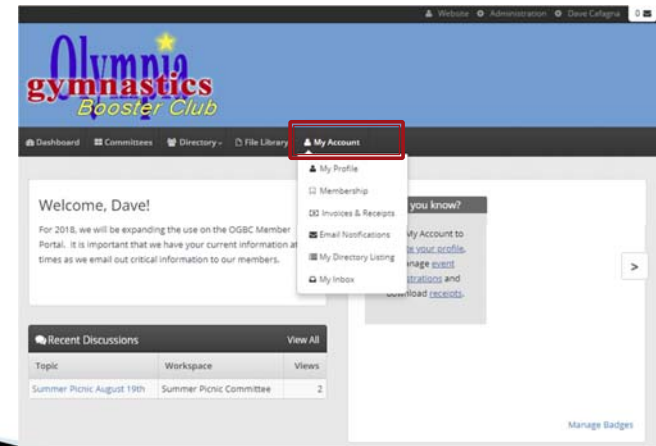 Website Administration Dave Cafagna 0
Olympia
gymnastics
Booster Club
Dashboard Committees Directory File Library My Account
My Profile
Membership
Invoices & Receipts
Email Notifications
My Directory Listing
My Inbox
Welcome, Dave!
For 2018, we will be expanding the use on the OGBC Member
Portal. It is important that we have your current information at
times as we email out critical information to our members.
you know?
My Account to
your profile,
event
and
receipts.
>
Recent Discussions View All
Topic Workspace Views
Summer Picnic August 19th Summer Picnic Committee 2
Manage Badges